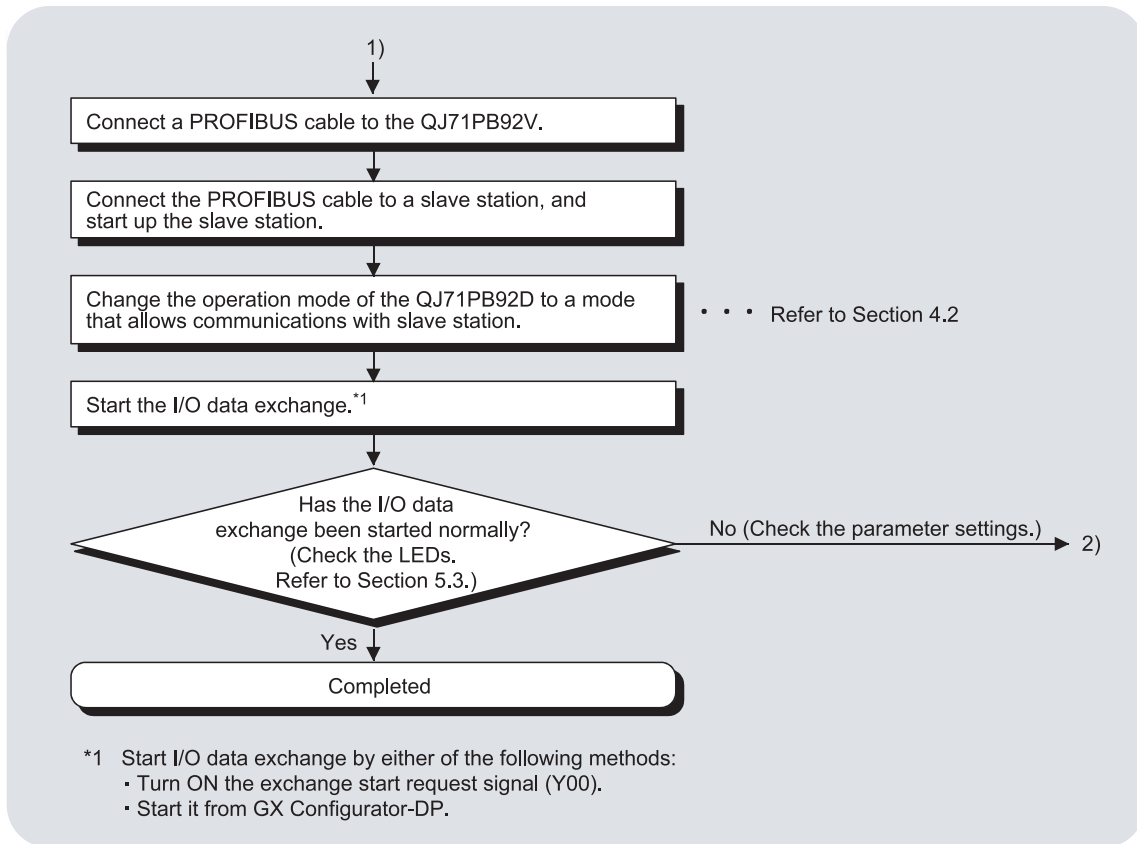 1)
Connect a PROFIBUS cable to the QJ71PB92V.
Connect the PROFIBUS cable to a slave station, and
start up the slave station.
Change the operation mode of the QJ71PB92D to a mode
that allows communications with slave station.
• • • Refer to Section 4.2
Start the I/O data exchange.*1
Has the I/O data
exchange been started normally?
(Check the LEDs.
Refer to Section 5.3.)
No (Check the parameter settings.)
2)
Yes
Completed
*1 Start I/O data exchange by either of the following methods:
• Turn ON the exchange start request signal (Y00).
• Start it from GX Configurator-DP.